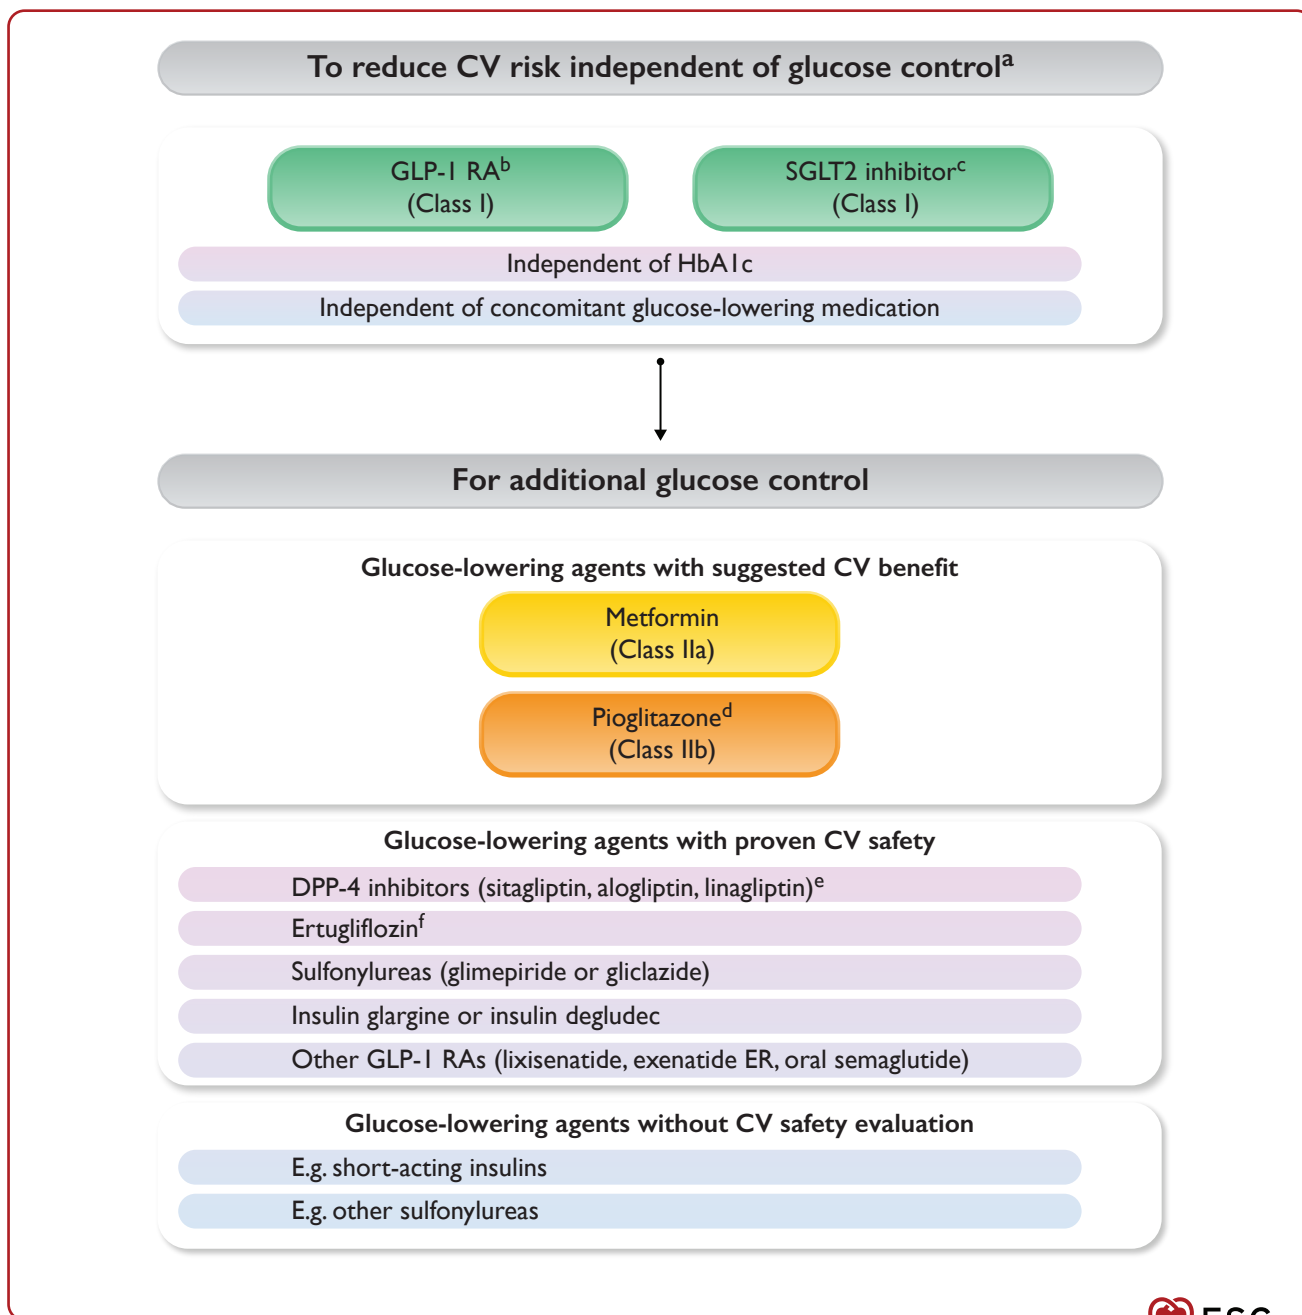 To reduce CV risk independent of glucose controlᵃ
GLP-1 RAᵇ
(Class I)
SGLT2 inhibitorᶜ
(Class I)
Independent of HbA1c
Independent of concomitant glucose-lowering medication
For additional glucose control
Glucose-lowering agents with suggested CV benefit
Metformin
(Class IIa)
Pioglitazoneᵈ
(Class IIb)
Glucose-lowering agents with proven CV safety
DPP-4 inhibitors (sitagliptin, alogliptin, linagliptin)ᵉ
Ertugliflozinᶠ
Sulfonylureas (glimepiride or gliclazide)
Insulin glargine or insulin degludec
Other GLP-1 RAs (lixisenatide, exenatide ER, oral semaglutide)
Glucose-lowering agents without CV safety evaluation
E.g. short-acting insulins
E.g. other sulfonylureas
ESC